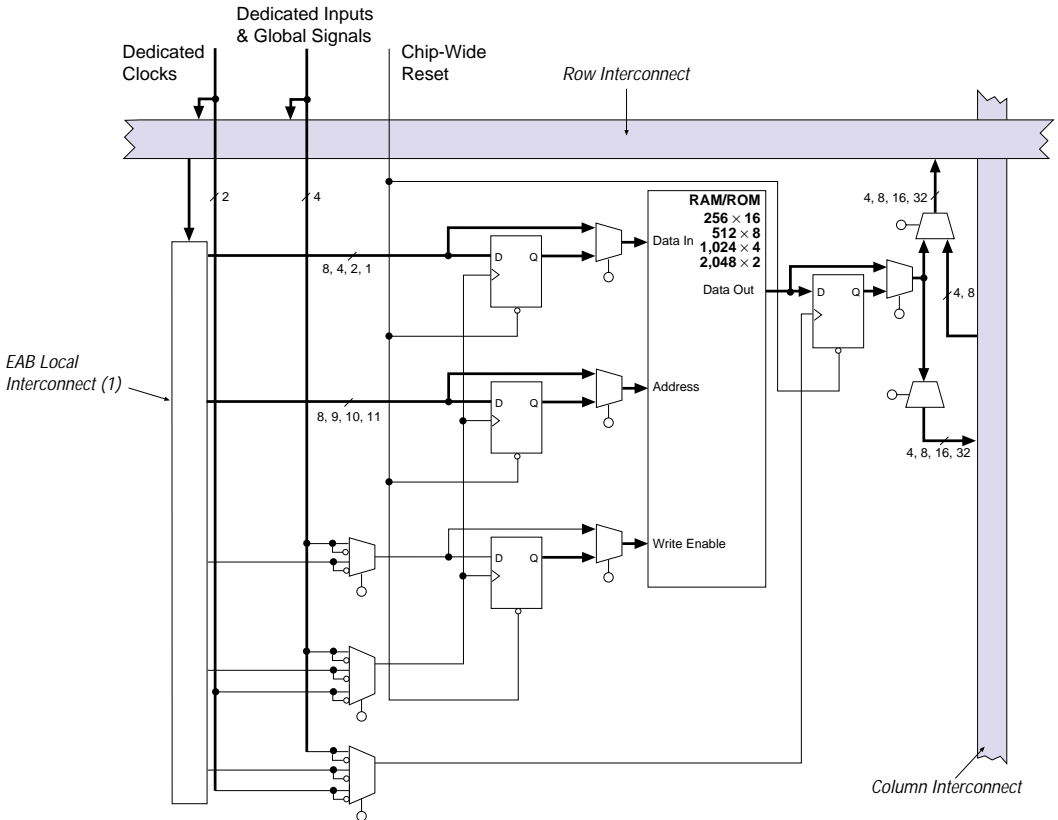 Dedicated Inputs
& Global Signals
Dedicated
Clocks
Chip-Wide
Reset
Row Interconnect
2
4
4, 8, 16, 32
RAM/ROM
256 × 16
512 × 8
1,024 × 4
2,048 × 2
Data In
D
Q
8, 4, 2, 1
Data Out
D
Q
4, 8
EAB Local
Interconnect (1)
Address
D
Q
8, 9, 10, 11
4, 8, 16, 32
Write Enable
D
Q
Column Interconnect